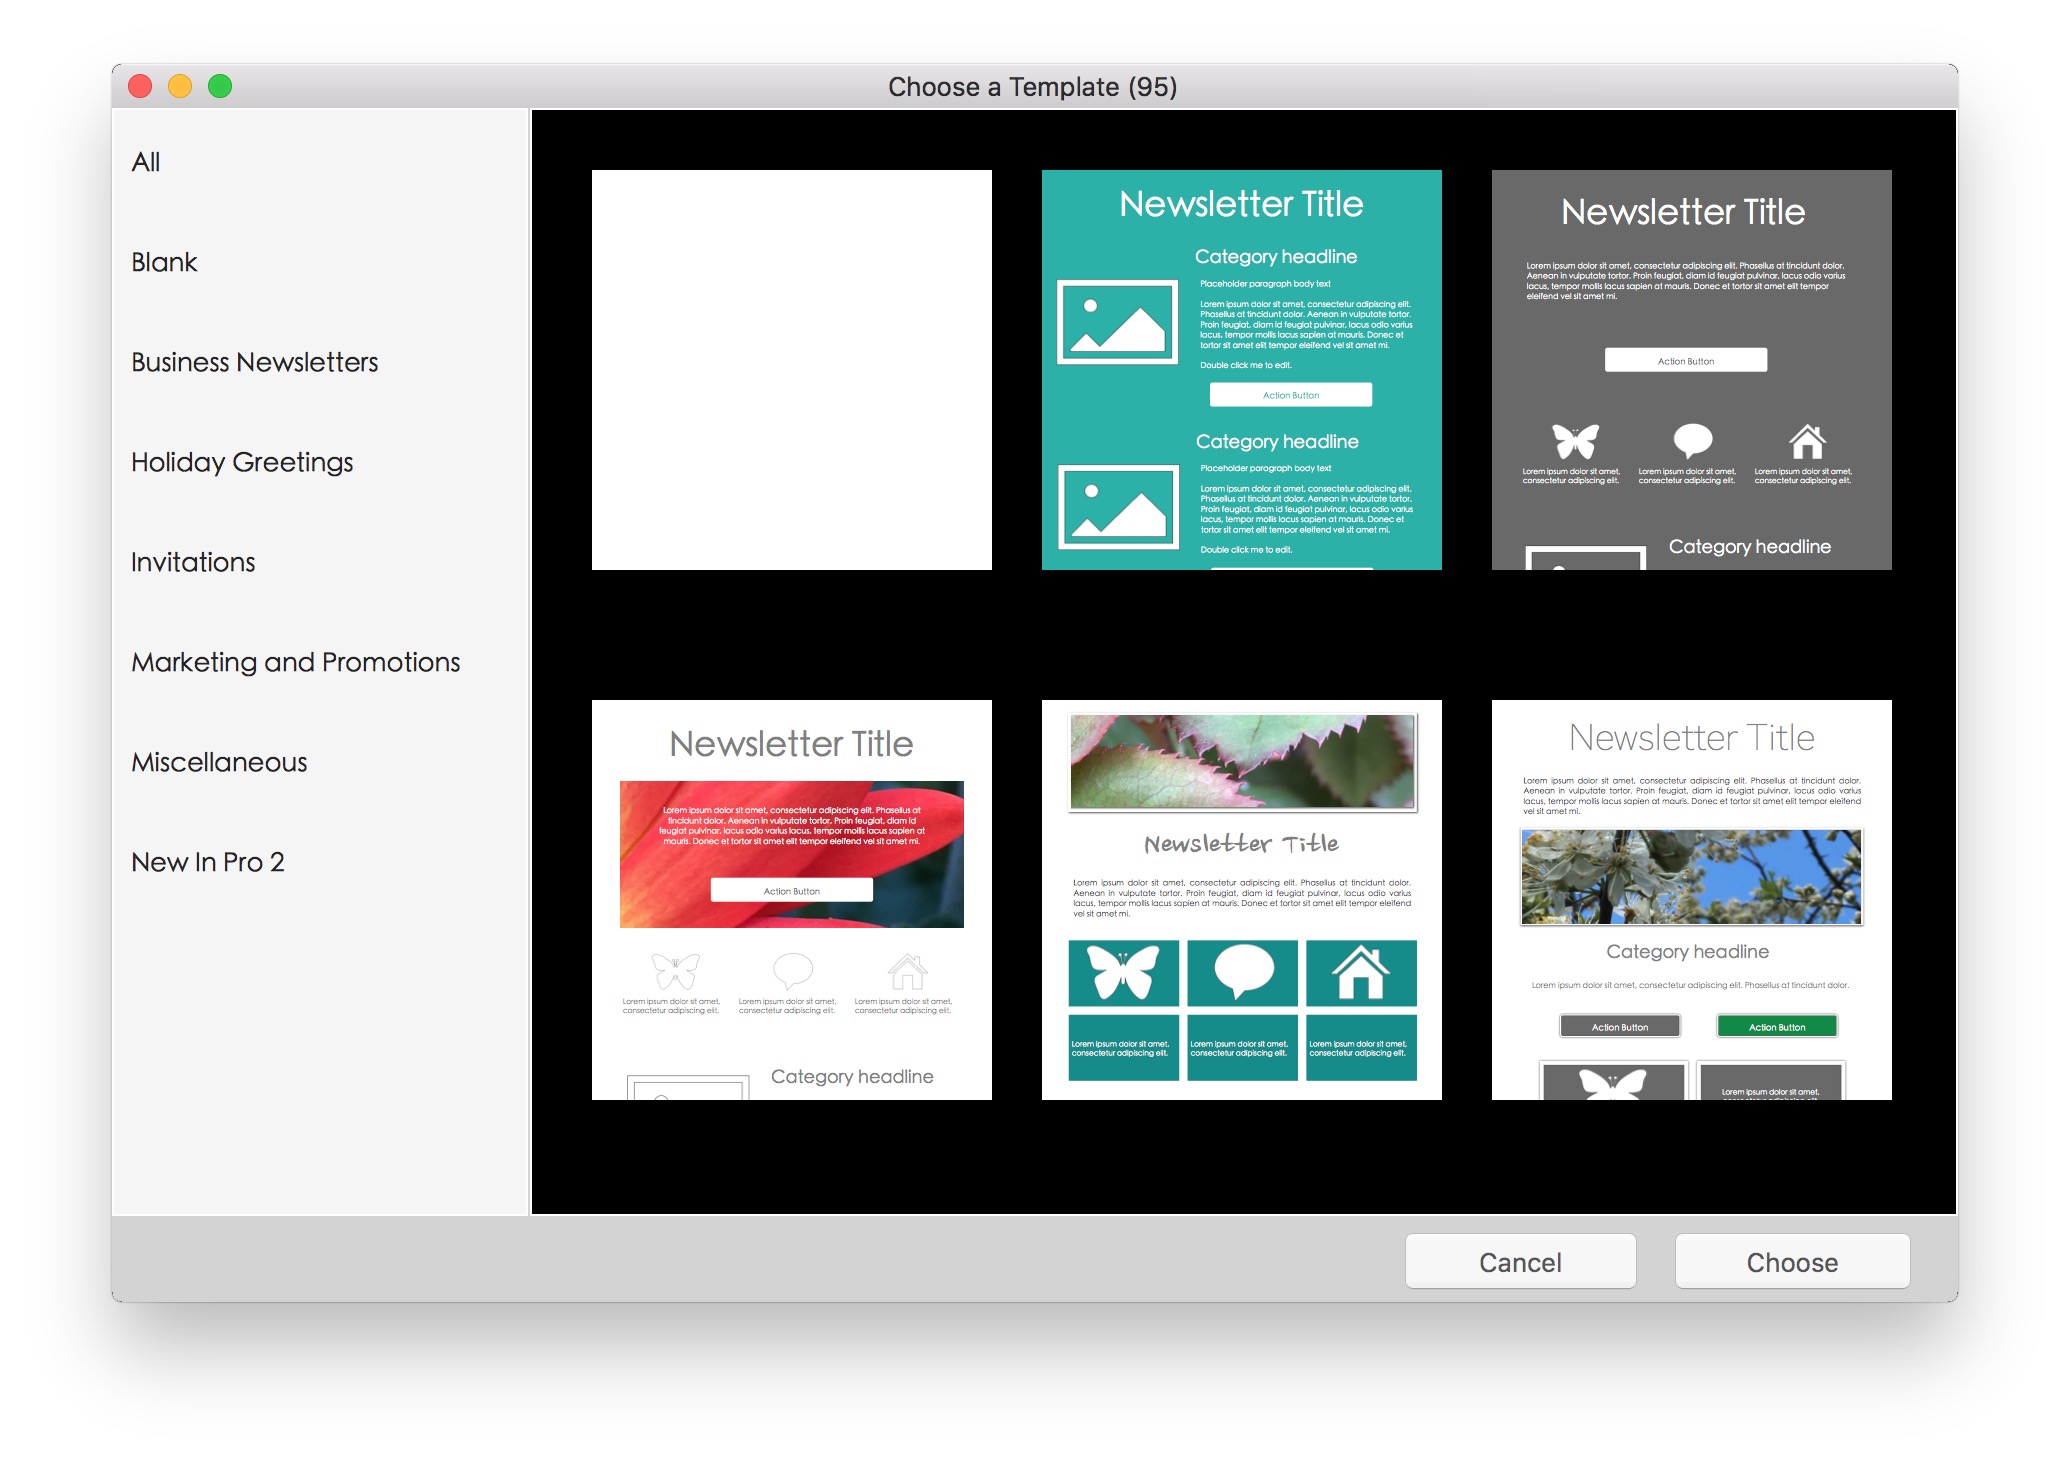 Choose a Template (95)
All
Blank
Business Newsletters
Holiday Greetings
Invitations
Marketing and Promotions
Miscellaneous
New In Pro 2
Newsletter Title
Category headline
Placeholder paragraph body text
Lorem ipsum dolor sit amet, consectetur adipiscing elit.
Phasellus at tincidunt dolor. Aenean in vulputate tortor.
Proin feugiat, diam id feugiat pulvinar, lacus odio varius
lacus, tempor mollis lacus sapien at mauris. Donec et
tortor sit amet elit tempor eleifend vel sit amet mi.
Double click me to edit.
Action Button
Category headline
Placeholder paragraph body text
Lorem ipsum dolor sit amet, consectetur adipiscing elit.
Phasellus at tincidunt dolor. Aenean in vulputate tortor.
Proin feugiat, diam id feugiat pulvinar, lacus odio varius
lacus, tempor mollis lacus sapien at mauris. Donec et
tortor sit amet elit tempor eleifend vel sit amet mi.
Double click me to edit.
Newsletter Title
Lorem ipsum dolor sit amet, consectetur adipiscing elit. Phasellus at tincidunt dolor.
Aenean in vulputate tortor. Proin feugiat, diam id feugiat pulvinar, lacus odio varius
lacus, tempor mollis lacus sapien at mauris. Donec et tortor sit amet elit tempor
eleifend vel sit amet mi.
Action Button
Lorem ipsum dolor sit amet,
consectetur adipiscing elit.
Lorem ipsum dolor sit amet,
consectetur adipiscing elit.
Lorem ipsum dolor sit amet,
consectetur adipiscing elit.
Category headline
Newsletter Title
Lorem ipsum dolor sit amet, consectetur adipiscing elit. Phasellus at
tincidunt dolor. Aenean in vulputate tortor. Proin feugiat, diam id
feugiat pulvinar, lacus odio varius lacus, tempor mollis lacus sapien at
mauris. Donec et tortor sit amet elit tempor eleifend vel sit amet mi.
Action Button
Lorem ipsum dolor sit amet,
consectetur adipiscing elit.
Lorem ipsum dolor sit amet,
consectetur adipiscing elit.
Lorem ipsum dolor sit amet,
consectetur adipiscing elit.
Category headline
Newsletter Title
Lorem ipsum dolor sit amet, consectetur adipiscing elit. Phasellus at tincidunt dolor.
Aenean in vulputate tortor. Proin feugiat, diam id feugiat pulvinar, lacus odio varius
lacus, tempor mollis lacus sapien at mauris. Donec et tortor sit amet elit tempor eleifend
vel sit amet mi.
Lorem ipsum dolor sit amet,
consectetur adipiscing elit.
Lorem ipsum dolor sit amet,
consectetur adipiscing elit.
Lorem ipsum dolor sit amet,
consectetur adipiscing elit.
Newsletter Title
Lorem ipsum dolor sit amet, consectetur adipiscing elit. Phasellus at tincidunt dolor.
Aenean in vulputate tortor. Proin feugiat, diam id feugiat pulvinar, lacus odio varius
lacus, tempor mollis lacus sapien at mauris. Donec et tortor sit amet elit tempor eleifend
vel sit amet mi.
Category headline
Lorem ipsum dolor sit amet, consectetur adipiscing elit. Phasellus at tincidunt dolor.
Action Button
Action Button
Lorem ipsum dolor sit amet,
Cancel
Choose